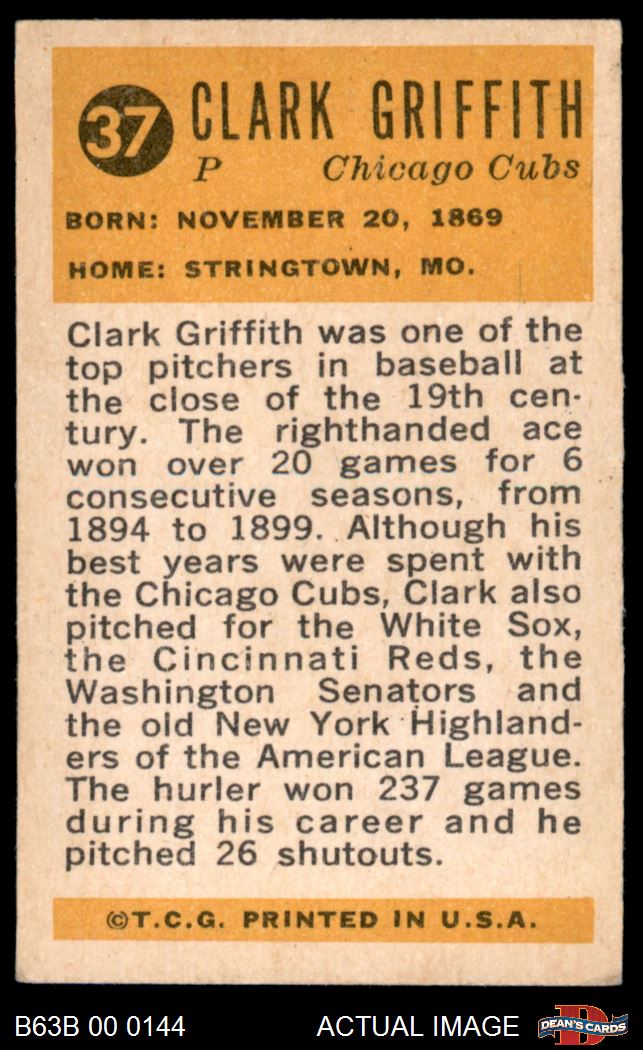 37 CLARK GRIFFITH
P Chicago Cubs
BORN: NOVEMBER 20, 1869
HOME: STRINGTOWN, MO.
Clark Griffith was one of the
top pitchers in baseball at
the close of the 19th cen-
tury. The righthanded ace
won over 20 games for 6
consecutive seasons, from
1894 to 1899. Although his
best years were spent with
the Chicago Cubs, Clark also
pitched for the White Sox,
the Cincinnati Reds, the
Washington Senators and
the old New York Highland-
ers of the American League.
The hurler won 237 games
during his career and he
pitched 26 shutouts.
©T.C.G. PRINTED IN U.S.A.
B63B 00 0144 ACTUAL IMAGE D DEAN'S CARDS